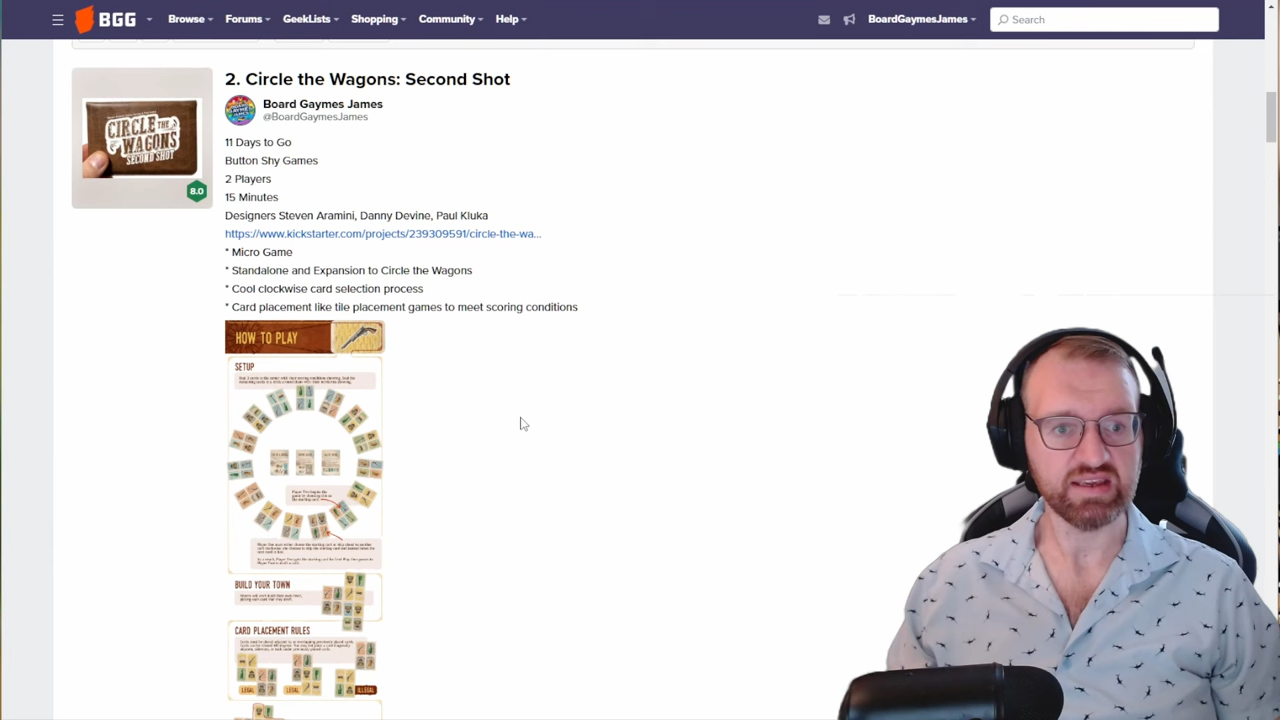 BGG
Browse
Forums
GeekLists
Shopping
Community
Help
BoardGaymesJames
Search
2. Circle the Wagons: Second Shot
Board Gaymes James
@BoardGaymesJames
CIRCLE THE WAGONS
SECOND SHOT
8.0
11 Days to Go
Button Shy Games
2 Players
15 Minutes
Designers Steven Aramini, Danny Devine, Paul Kluka
https://www.kickstarter.com/projects/239309591/circle-the-wa...
* Micro Game
* Standalone and Expansion to Circle the Wagons
* Cool clockwise card selection process
* Card placement like tile placement games to meet scoring conditions
HOW TO PLAY
SETUP
BUILD YOUR TOWN
CARD PLACEMENT RULES
LEGAL
LEGAL
ILLEGAL